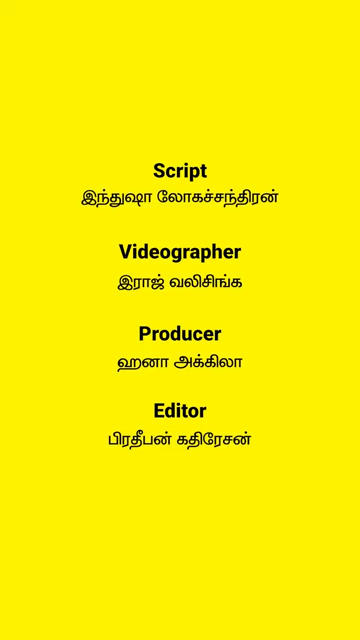 Script
இந்துஷா லோகச்சந்திரன்
Videographer
இராஜ் வலிசிங்க
Producer
ஹனா அக்கிலா
Editor
பிரதீபன் கதிரேசன்